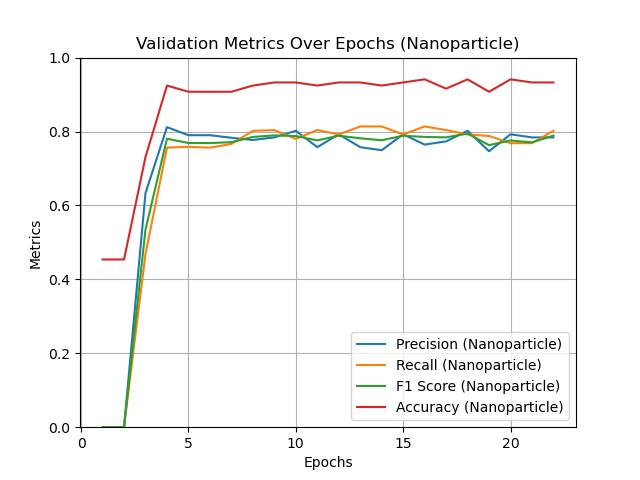 Validation Metrics Over Epochs (Nanoparticle)
1.0
0.8
0.6
0.4
0.2
0.0
Metrics
0
5
10
15
20
Epochs
Precision (Nanoparticle)
Recall (Nanoparticle)
F1 Score (Nanoparticle)
Accuracy (Nanoparticle)